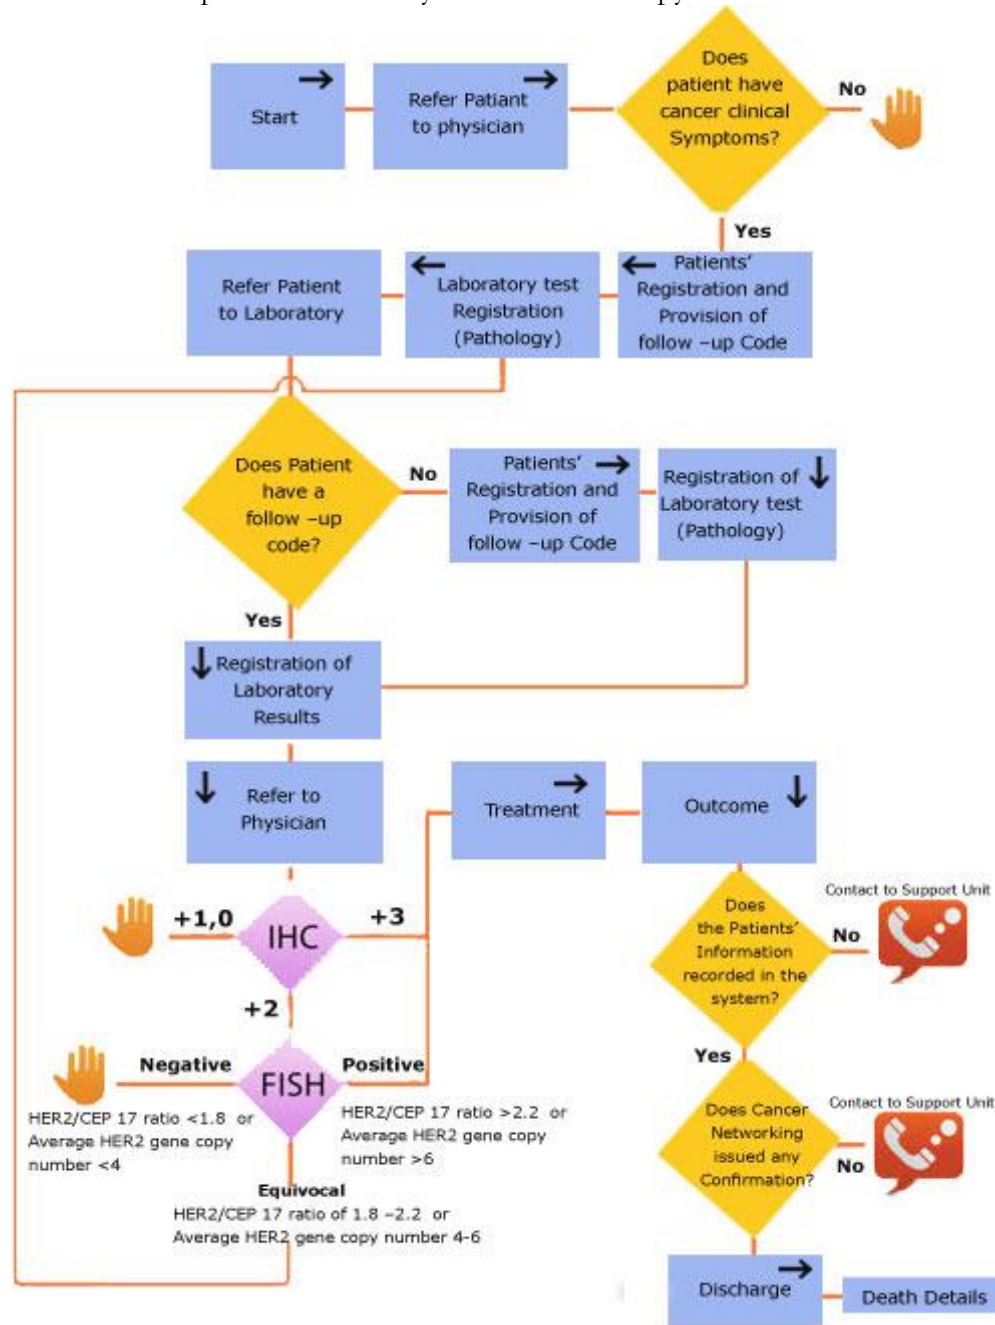 Start
Refer Patiant
to physician
Does
patient have
cancer clinical
Symptoms?
No
Yes
Patients'
Registration and
Provision of
follow –up Code
Laboratory test
Registration
(Pathology)
Refer Patient
to Laboratory
Does Patient
have a
follow –up
code?
No
Patients'
Registration and
Provision of
follow –up Code
Registration of
Laboratory test
(Pathology)
Yes
Registration of
Laboratory
Results
Refer to
Physician
Treatment
Outcome
+1,0
IHC
+3
+2
Negative
FISH
Positive
HER2/CEP 17 ratio <1.8 or
Average HER2 gene copy
number <4
HER2/CEP 17 ratio >2.2 or
Average HER2 gene copy
number >6
Equivocal
HER2/CEP 17 ratio of 1.8 –2.2 or
Average HER2 gene copy number 4-6
Does
the Patients'
Information
recorded in the
system?
No
Contact to Support Unit
Yes
Does Cancer
Networking
issued any
Confirmation?
No
Contact to Support Unit
Discharge
Death Details